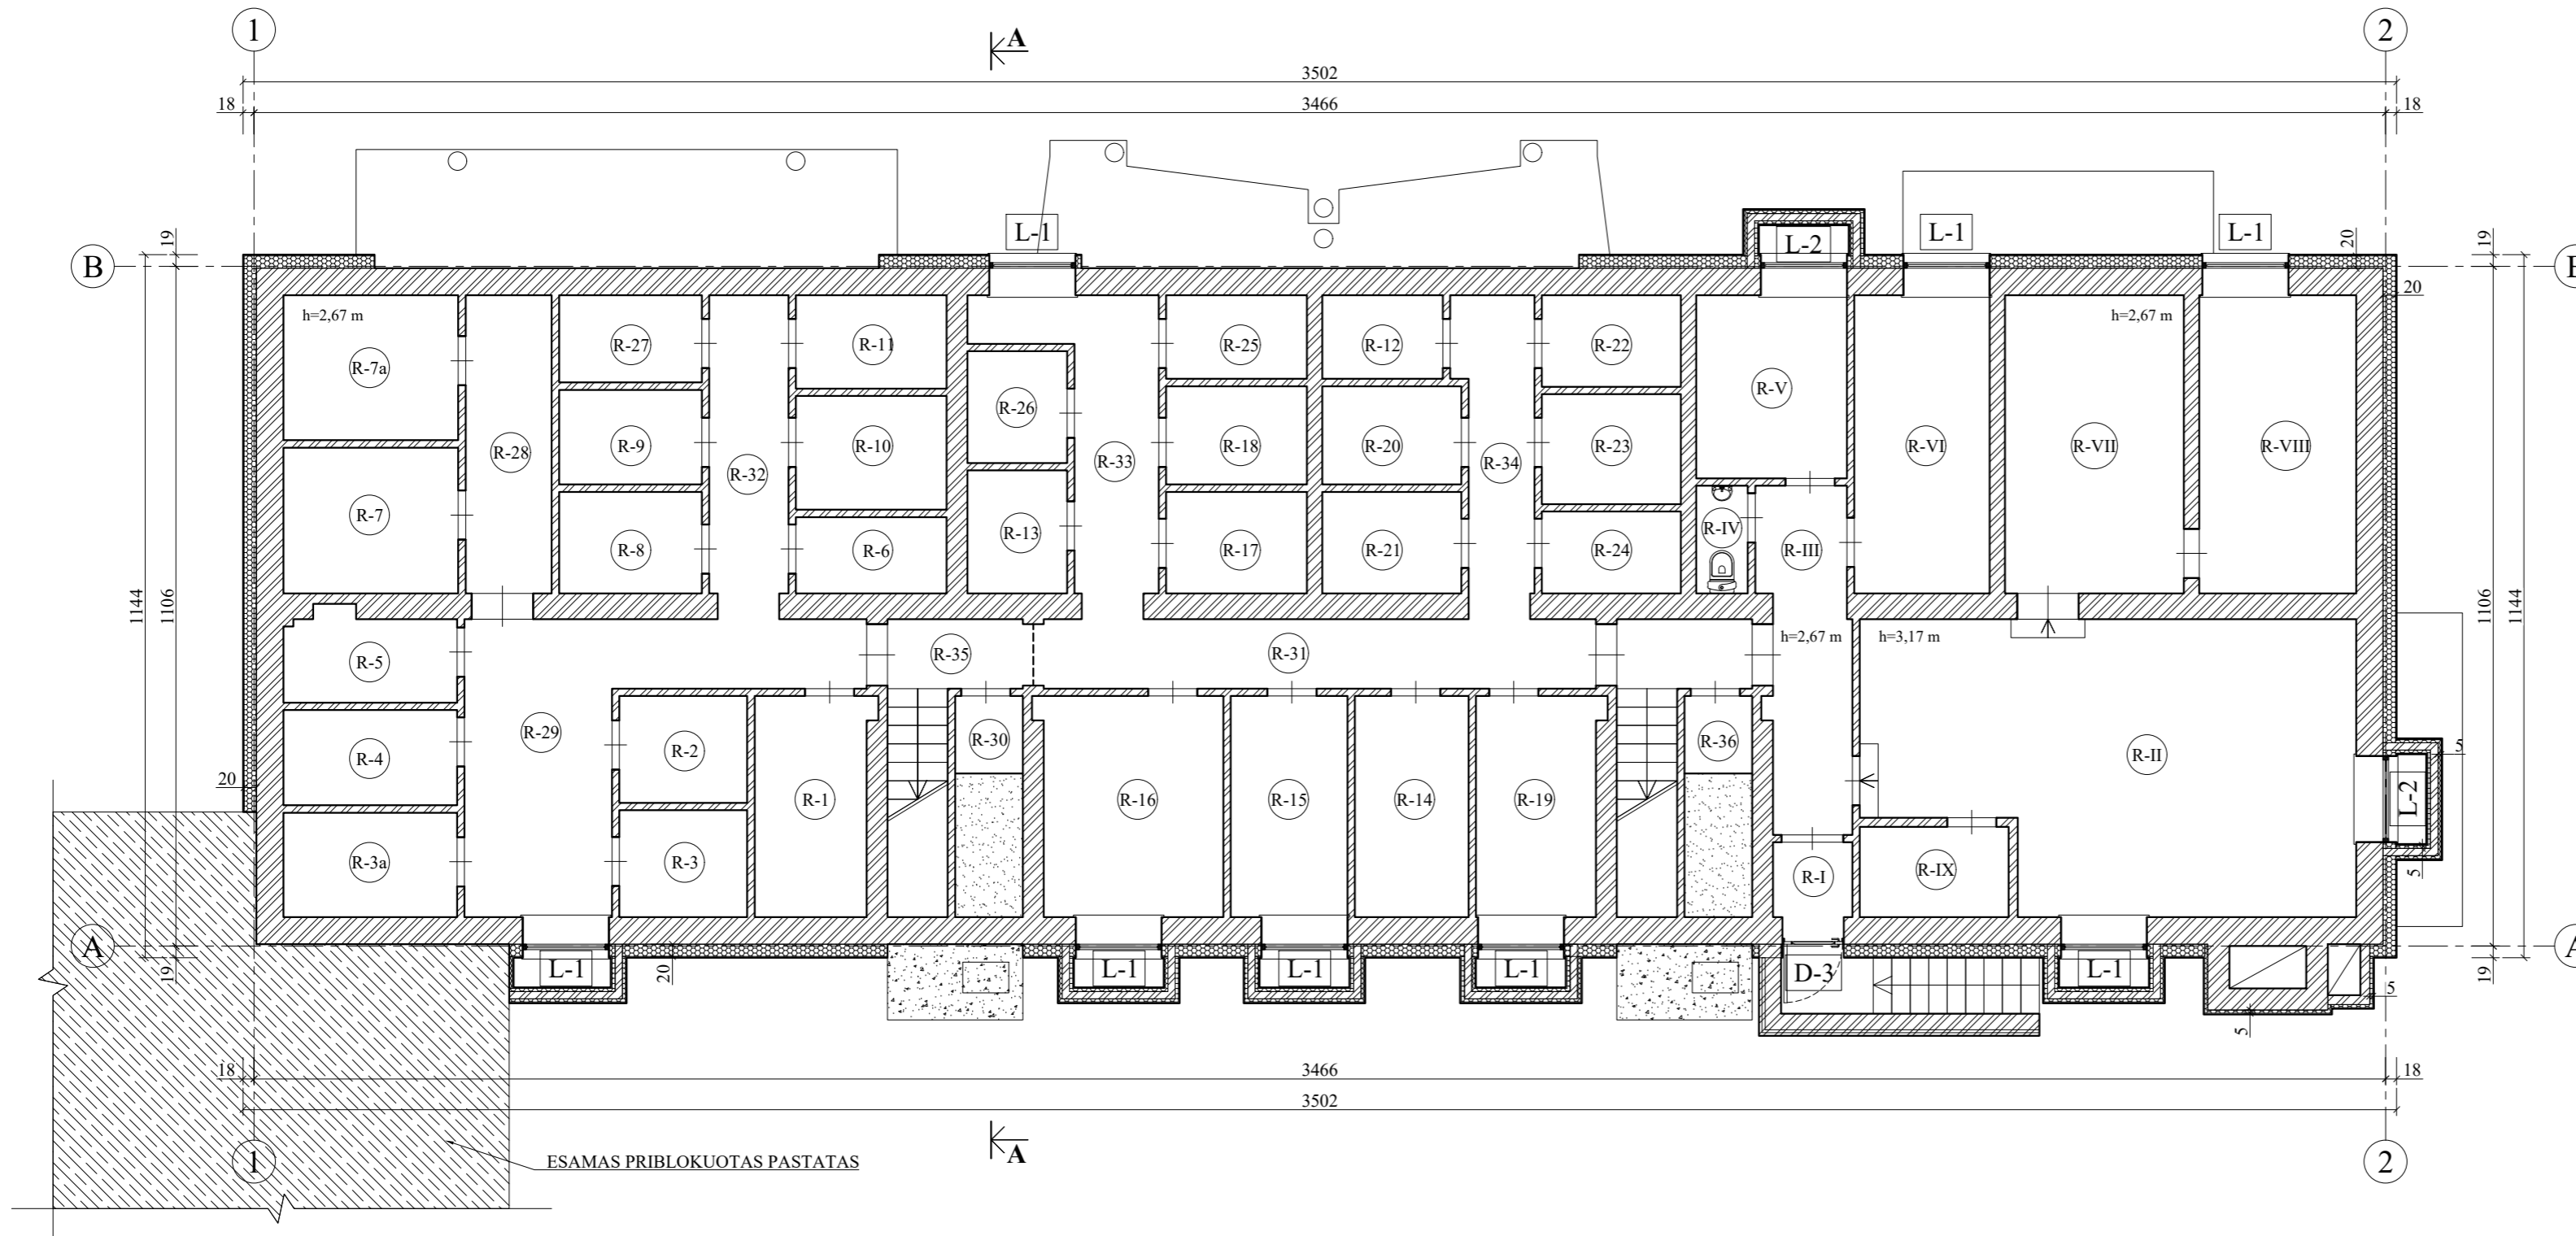 1
2
A
3502
18
3466
18
L-1
L-2
L-1
L-1
19
20
19
B
20
h=2,67 m
h=2,67 m
R-27
R-11
R-25
R-12
R-22
R-7a
R-V
R-26
R-28
R-9
R-10
R-33
R-18
R-20
R-34
R-23
R-VI
R-VII
R-VIII
R-32
R-7
R-8
R-6
R-13
R-17
R-21
R-24
R-IV
R-III
1144
1106
1106
1144
h=2,67 m
h=3,17 m
R-5
R-35
R-31
R-29
R-4
R-2
R-30
R-36
R-II
5
20
R-1
R-16
R-15
R-14
R-19
L-2
R-3a
R-3
R-I
R-IX
5
A
19
L-1
20
L-1
L-1
L-1
D-3
L-1
19
5
5
18
3466
18
3502
A
ESAMAS PRIBLOKUOTAS PASTATAS
1
2